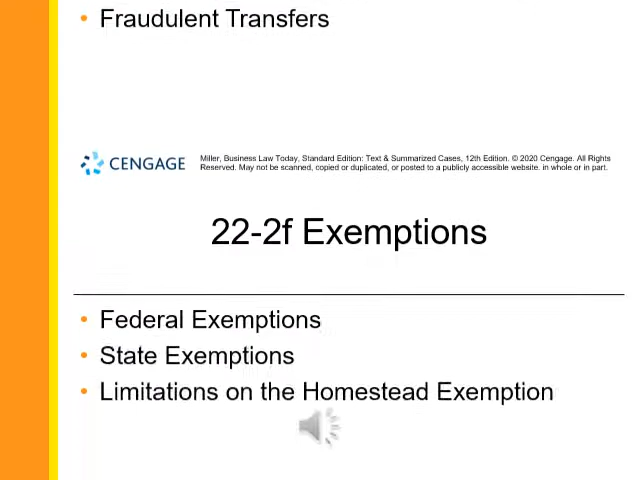 • Fraudulent Transfers
CENGAGE
Miller, Business Law Today, Standard Edition: Text & Summarized Cases, 12th Edition. © 2020 Cengage. All Rights
Reserved. May not be scanned, copied or duplicated, or posted to a publicly accessible website. in whole or in part.
22-2f Exemptions
• Federal Exemptions
• State Exemptions
• Limitations on the Homestead Exemption